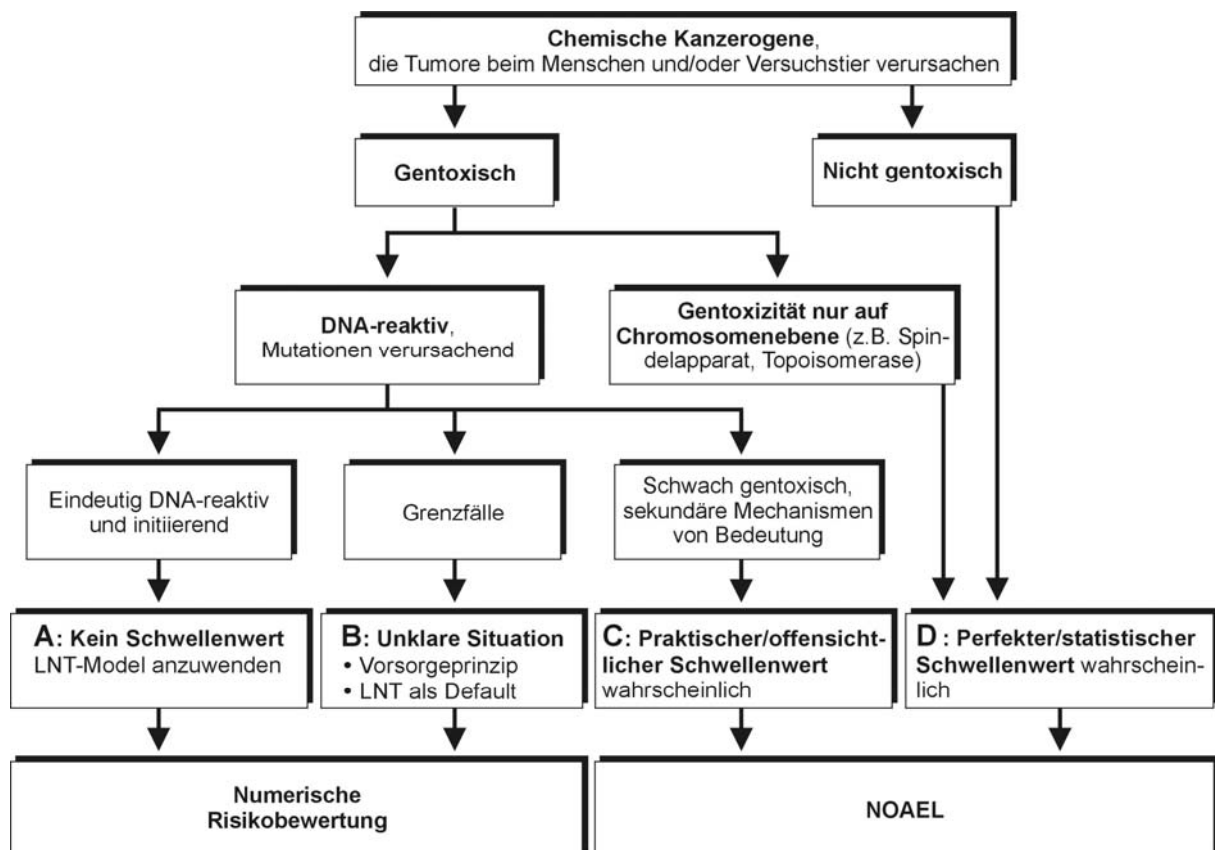 Chemische Kanzerogene,
die Tumore beim Menschen und/oder Versuchstier verursachen
Gentoxisch
Nicht gentoxisch
DNA-reaktiv,
Mutationen verursachend
Gentoxizität nur auf
Chromosomenebene (z.B. Spin-
delapparat, Topoisomerase)
Eindeutig DNA-reaktiv
und initiierend
Grenzfälle
Schwach gentoxisch,
sekundäre Mechanismen
von Bedeutung
A: Kein Schwellenwert
LNT-Model anzuwenden
B: Unklare Situation
• Vorsorgeprinzip
• LNT als Default
C: Praktischer/offensicht-
licher Schwellenwert
wahrscheinlich
D: Perfekter/statistischer
Schwellenwert wahrschein-
lich
Numerische
Risikobewertung
NOAEL